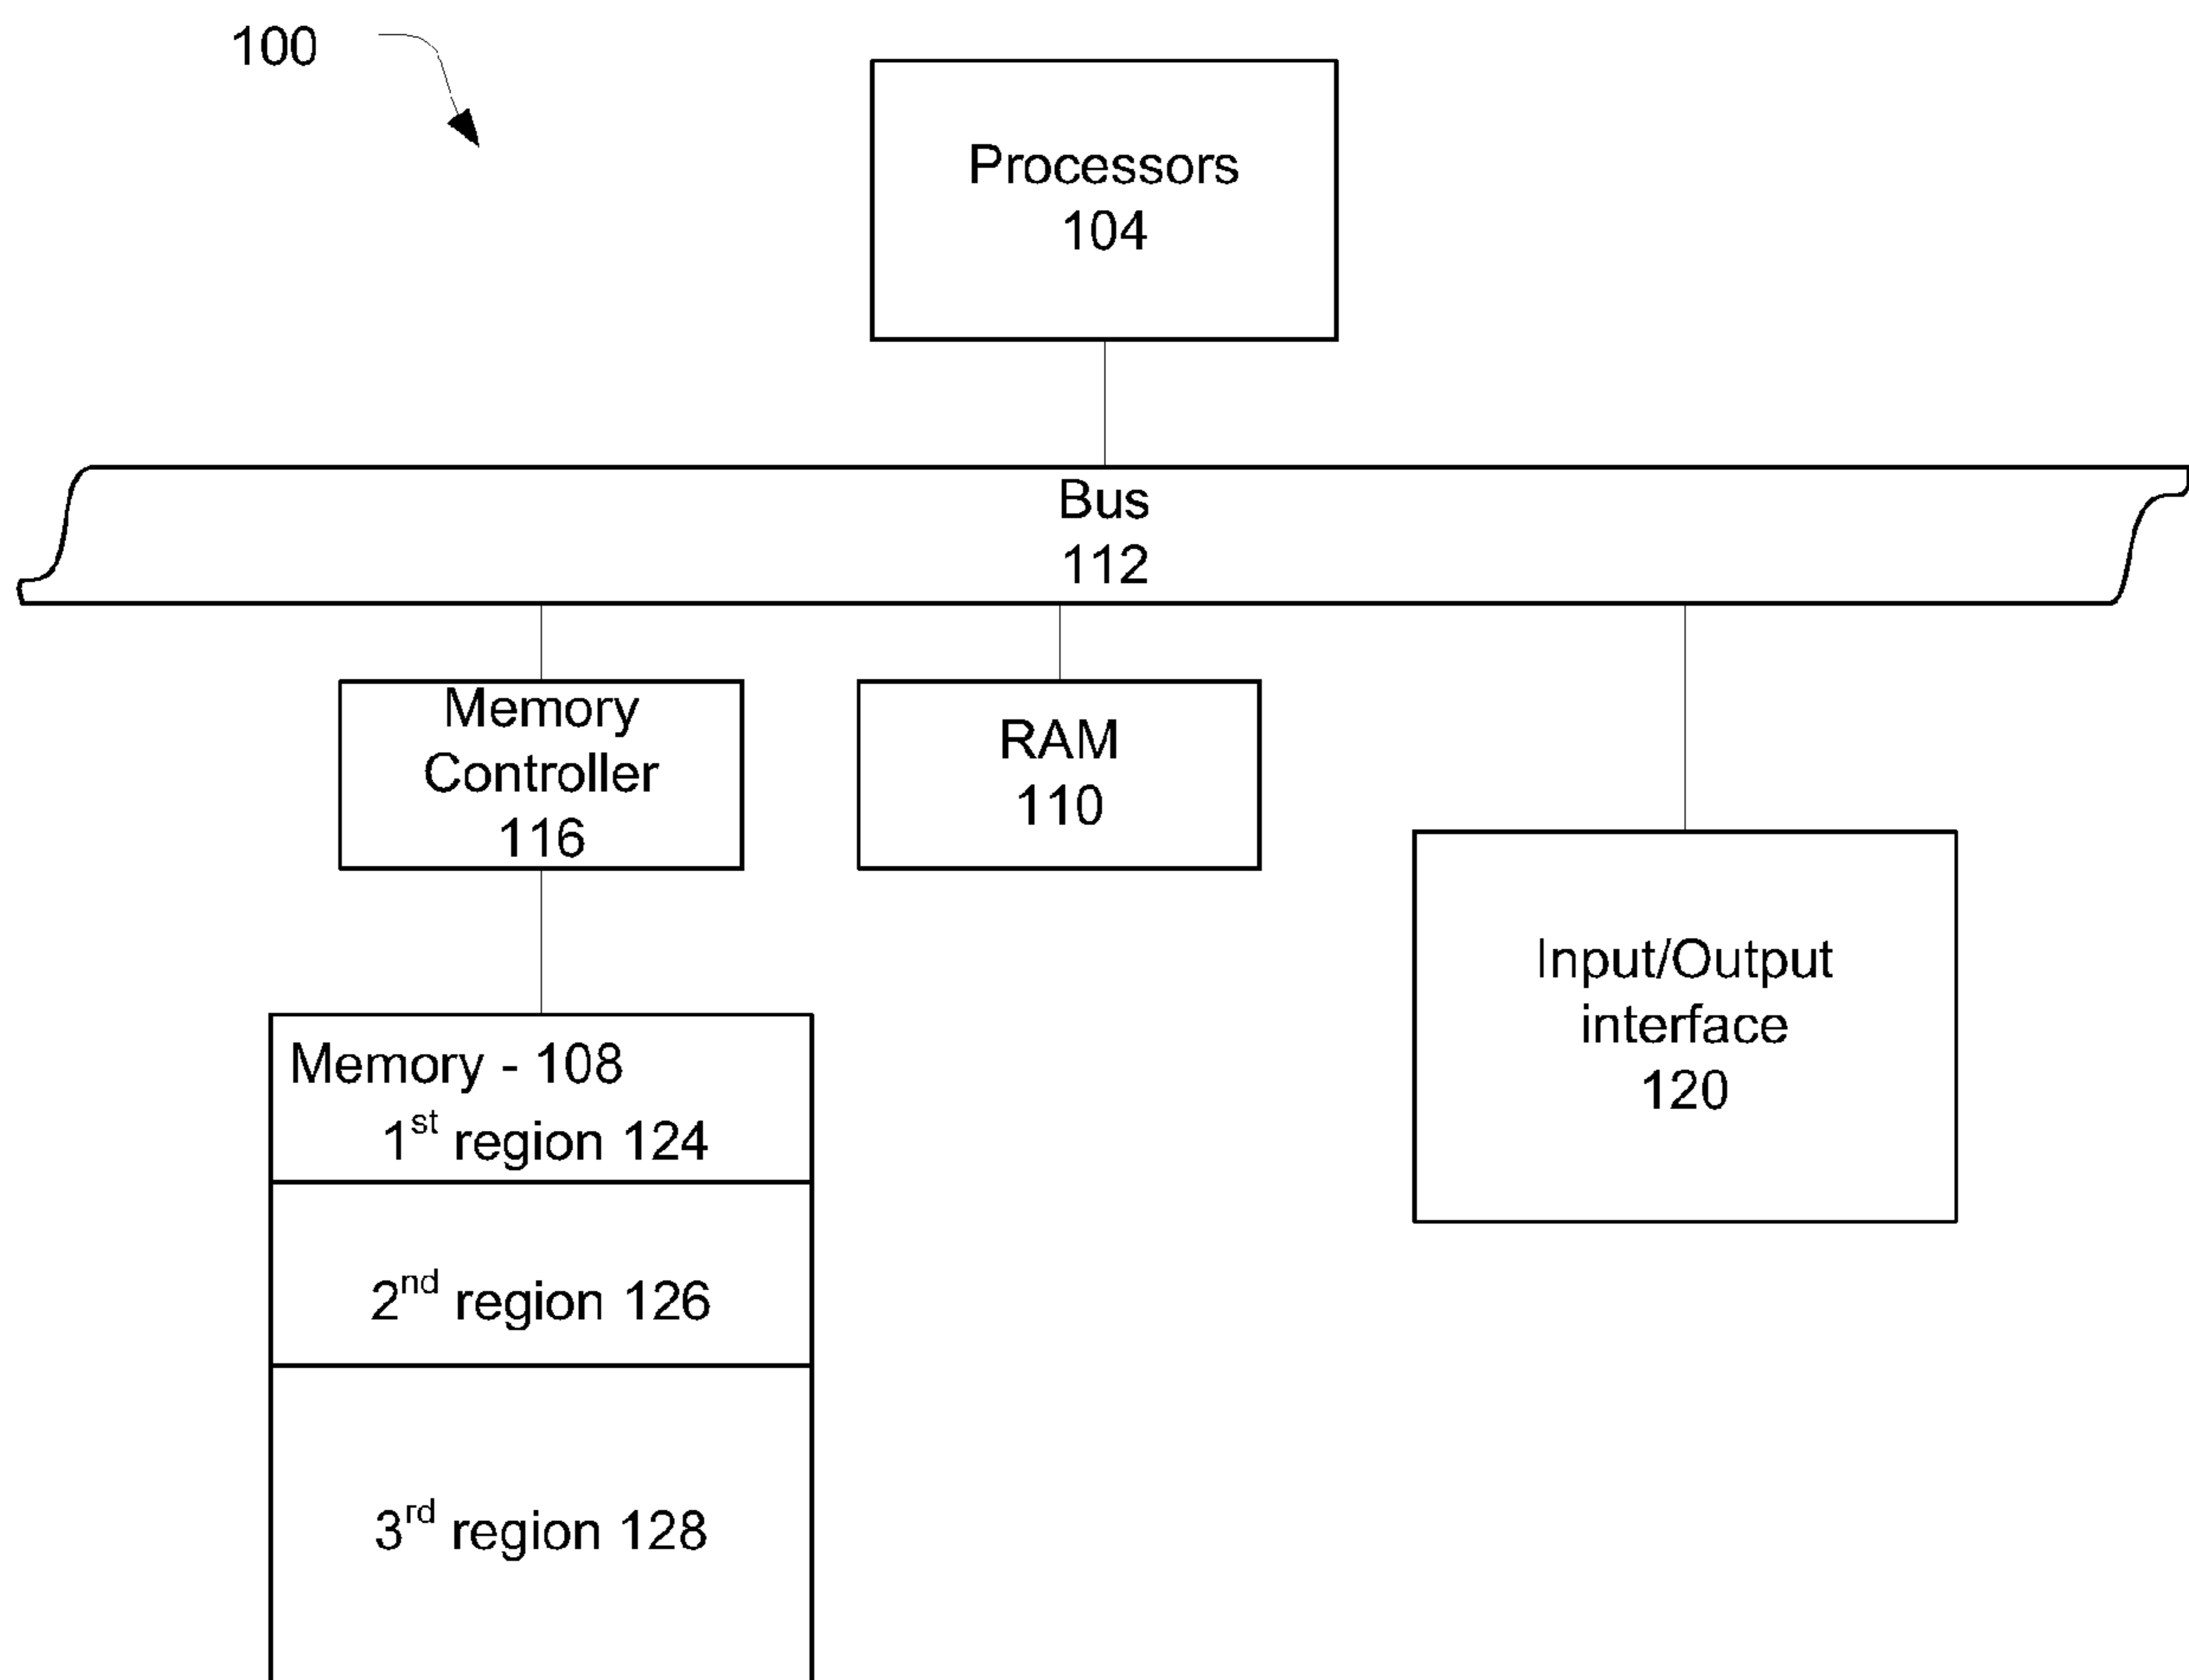 100
Processors
104
Bus
112
Memory
Controller
116
RAM
110
Input/Output
interface
120
Memory - 108
1st region 124
2nd region 126
3rd region 128